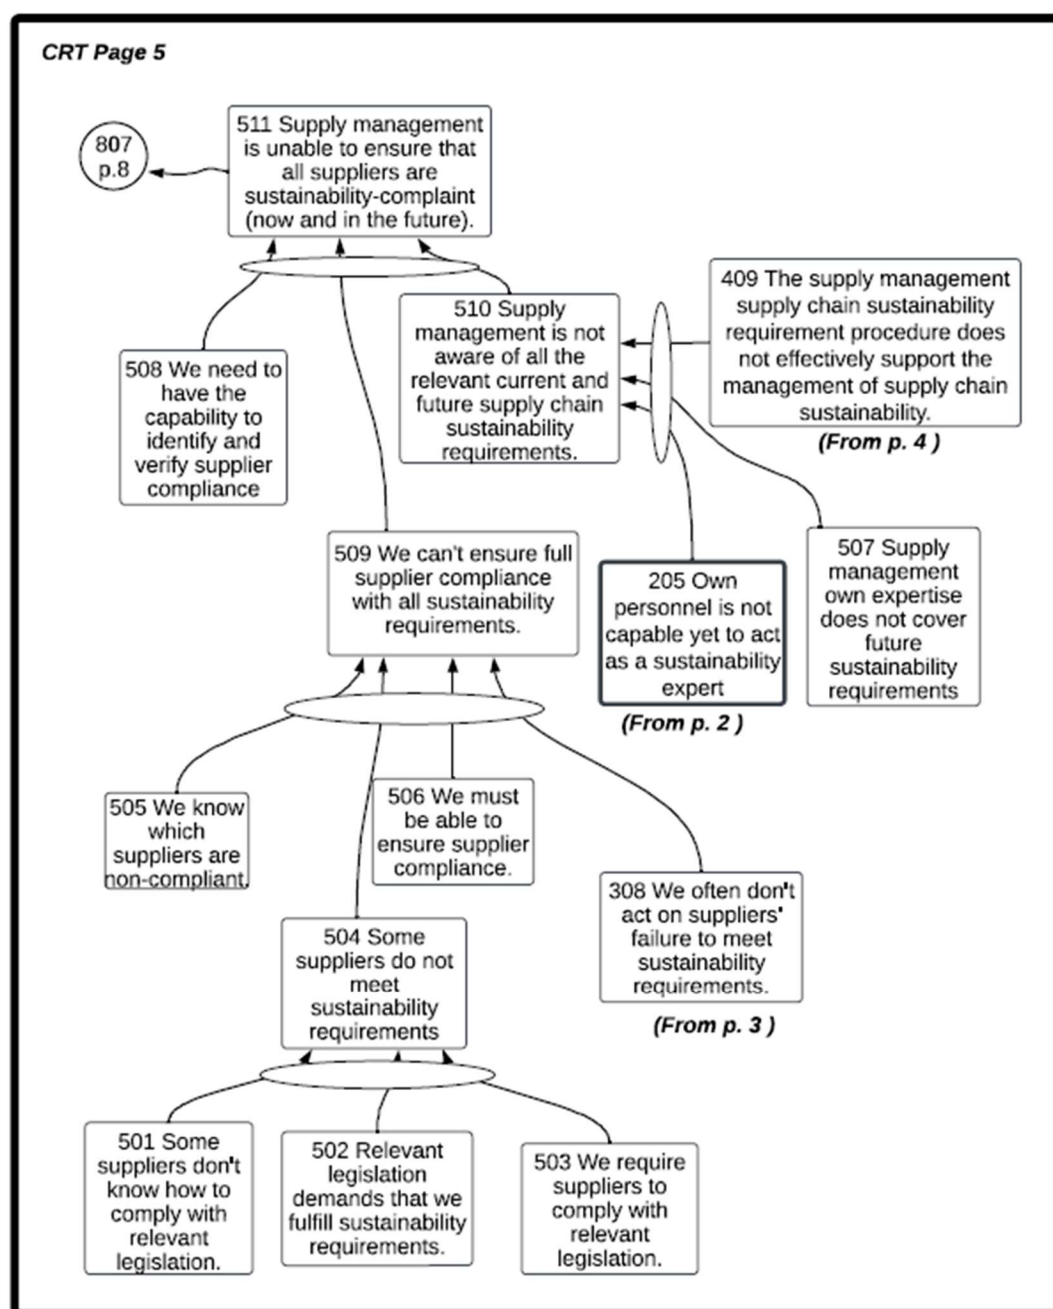 CRT Page 5
807
p.8
511 Supply management
is unable to ensure that
all suppliers are
sustainability-complaint
(now and in the future).
409 The supply management
supply chain sustainability
requirement procedure does
not effectively support the
management of supply chain
sustainability.
(From p. 4 )
510 Supply
management is not
aware of all the
relevant current and
future supply chain
sustainability
requirements.
508 We need to
have the
capability to
identify and
verify supplier
compliance
509 We can't ensure full
supplier compliance
with all sustainability
requirements.
205 Own
personnel is not
capable yet to act
as a sustainability
expert
(From p. 2 )
507 Supply
management
own expertise
does not cover
future
sustainability
requirements
505 We know
which
suppliers are
non-compliant.
506 We must
be able to
ensure supplier
compliance.
308 We often don't
act on suppliers'
failure to meet
sustainability
requirements.
(From p. 3 )
504 Some
suppliers do not
meet
sustainability
requirements
501 Some
suppliers don't
know how to
comply with
relevant
legislation.
502 Relevant
legislation
demands that we
fulfill sustainability
requirements.
503 We require
suppliers to
comply with
relevant
legislation.